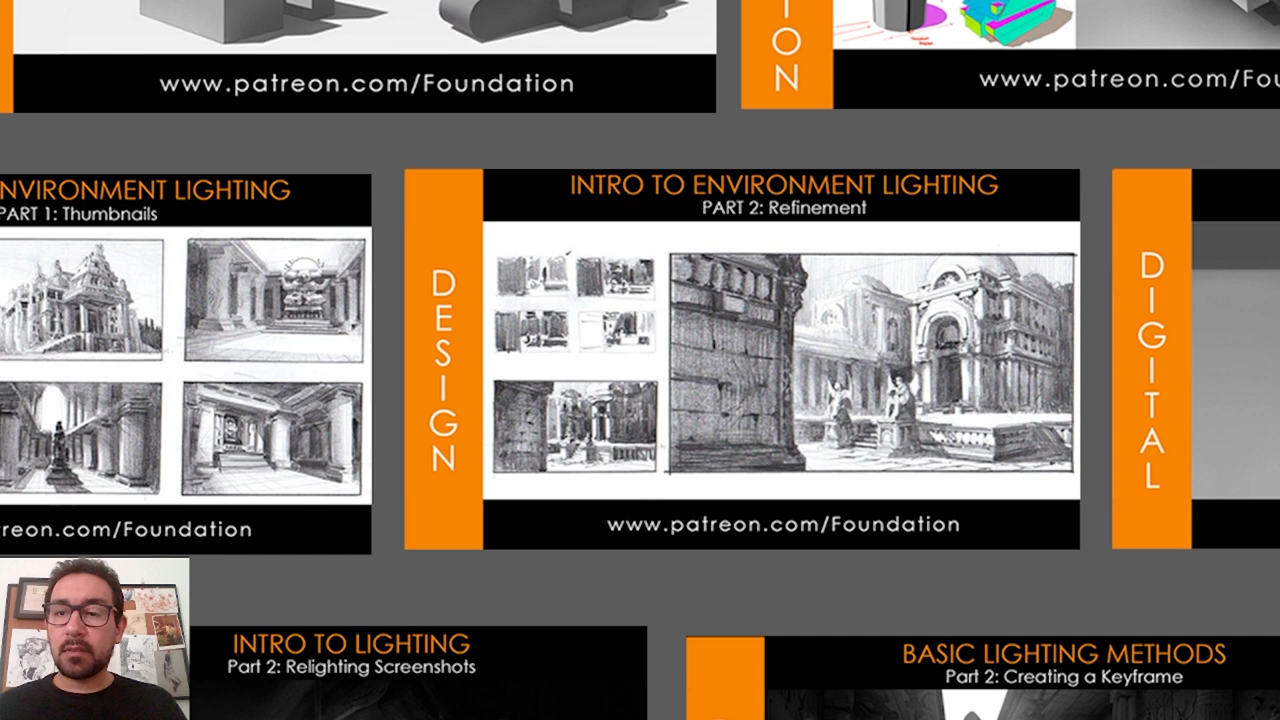 www.patreon.com/Foundation
ION
www.patreon.com/Fou
NVIRONMENT LIGHTING
PART 1: Thumbnails
reon.com/Foundation
DESIGN
INTRO TO ENVIRONMENT LIGHTING
PART 2: Refinement
www.patreon.com/Foundation
DIGITAL
INTRO TO LIGHTING
Part 2: Relighting Screenshots
BASIC LIGHTING METHODS
Part 2: Creating a Keyframe